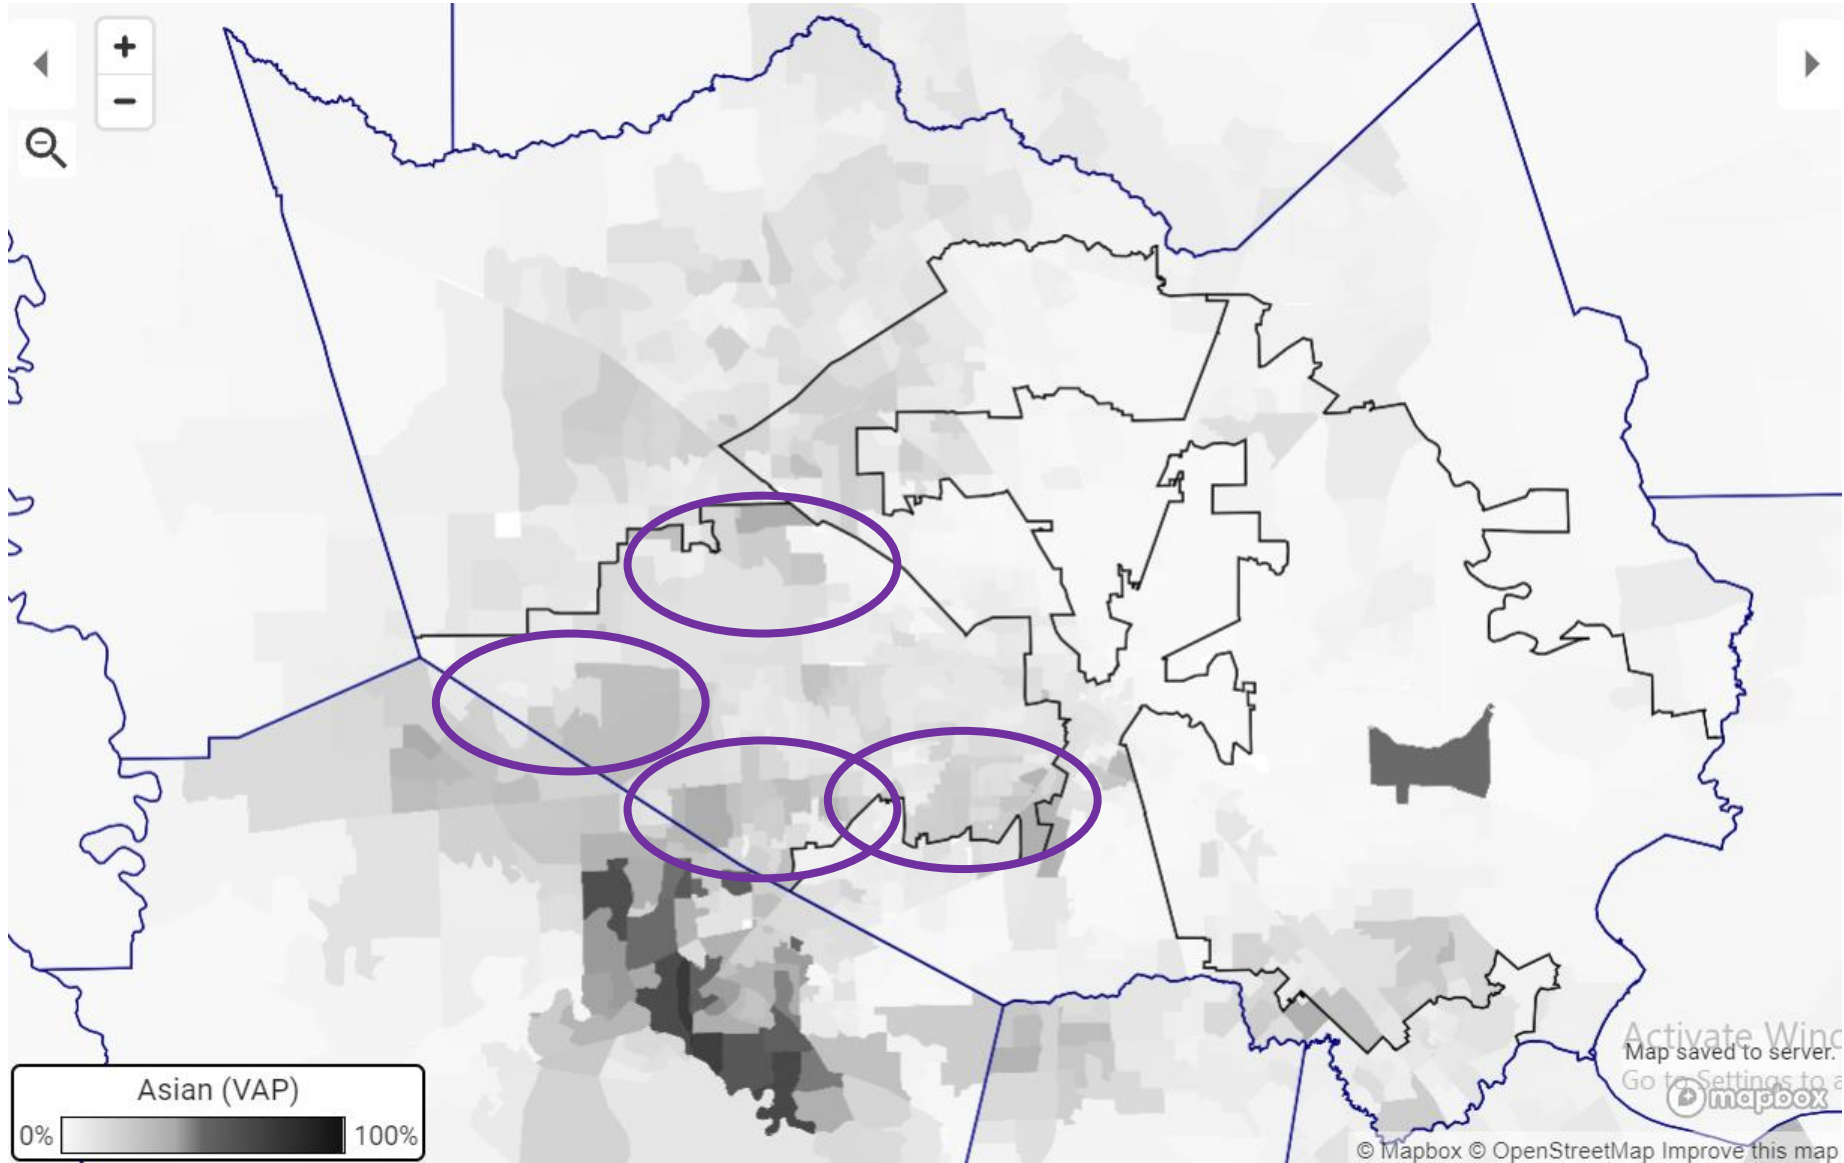 +
−
Asian (VAP)
0% 100%
Activate Wind
Map saved to server.
Go to Settings to a
mapbox
© Mapbox © OpenStreetMap Improve this map